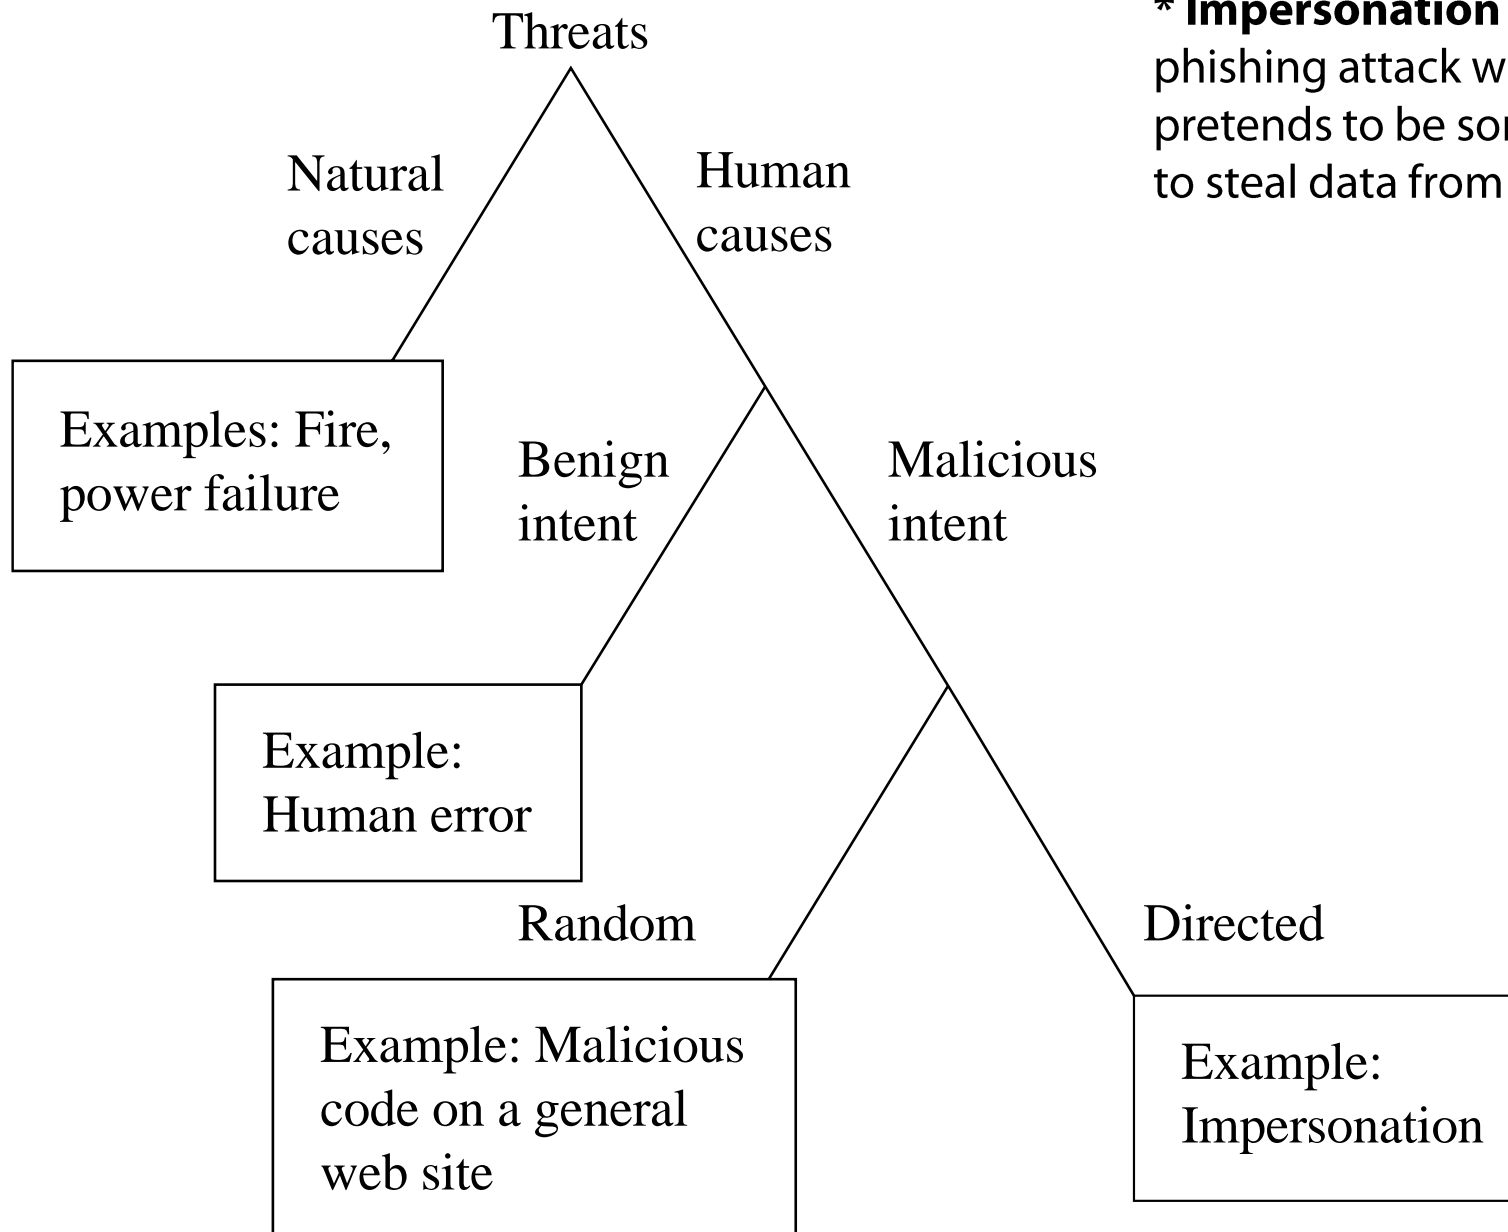 Threats
* Impersonation
phishing attack
pretends to be
to steal data from
Natural
causes
Human
causes
Examples: Fire,
power failure
Benign
intent
Malicious
intent
Example:
Human error
Random
Directed
Example: Malicious
code on a general
web site
Example:
Impersonation